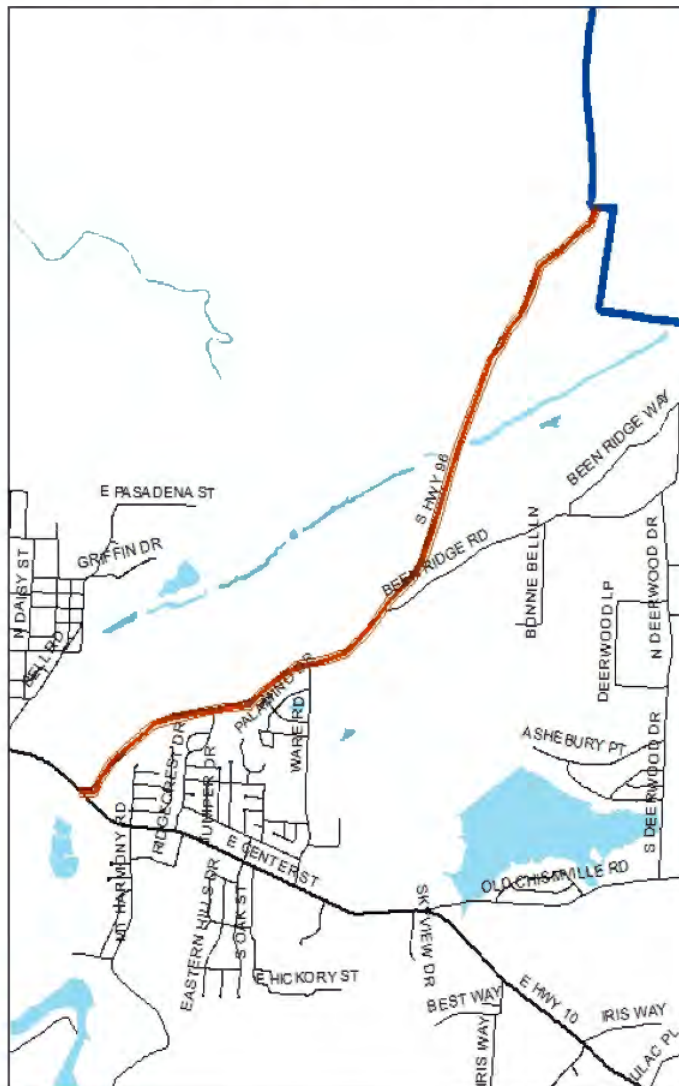 BEEN RIDGE WAY
S HWY 96
E PASADENA ST
GRIFFIN DR
N DAISY ST
BELL RD
BEEN RIDGE RD
BONNIE BELL LN
DEERWOOD LP
N DEERWOOD DR
WARE RD
RIDGECREST DR
JUNIPER DR
ASHEBURY PT
S DEERWOOD DR
MT HARMONY RD
E CENTER ST
OLD CHISMVILLE RD
EASTERN HILLS DR
S OAK ST
SKYVIEW DR
E HICKORY ST
E HWY 10
BEST WAY
IRIS WAY
IRIS WAY
ULAC PL